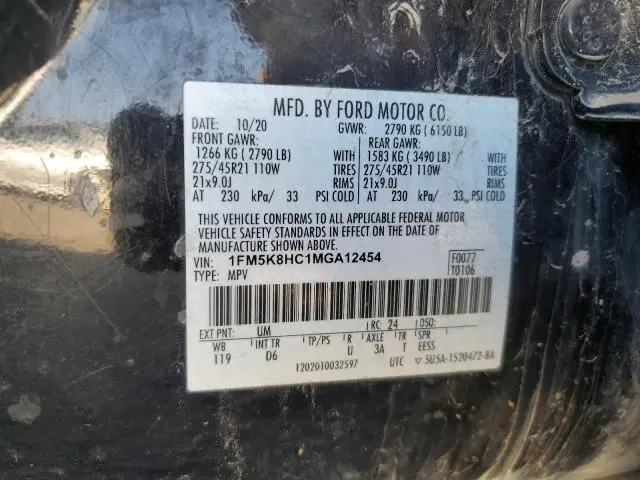 MFD. BY FORD MOTOR CO.
DATE: 10/20 GVWR: 2790 KG ( 6150 LB)
FRONT GAWR: REAR GAWR:
1266 KG ( 2790 LB) WITH 1583 KG ( 3490 LB) WITH
275/45R21 110W TIRES 275/45R21 110W TIRES
21x9.0J RIMS 21x9.0J RIMS
AT 230 kPa/ 33 PSI COLD AT 230 kPa/ 33 PSI COLD
THIS VEHICLE CONFORMS TO ALL APPLICABLE FEDERAL MOTOR
VEHICLE SAFETY STANDARDS IN EFFECT ON THE DATE OF
MANUFACTURE SHOWN ABOVE.
VIN: 1FM5K8HC1MGA12454 F0077
TYPE: MPV T0106
EXT PNT: UM RC: 24 DSO:
WB INT TR TP/PS R AXLE TR SPR
119 D6 U 3A T EESS
1202010032597 UTC ▽ 5U5A-1520472-BA